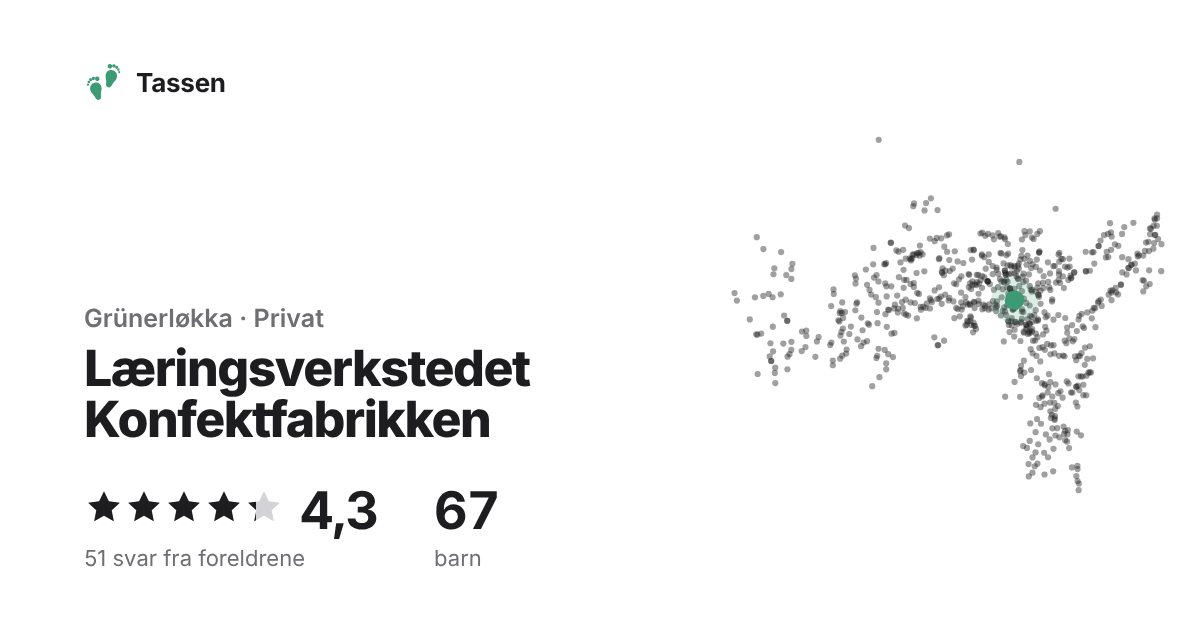 Tassen
Grünerløkka · Privat
Læringsverkstedet
Konfektfabrikken
4,3
51 svar fra foreldrene
67
barn